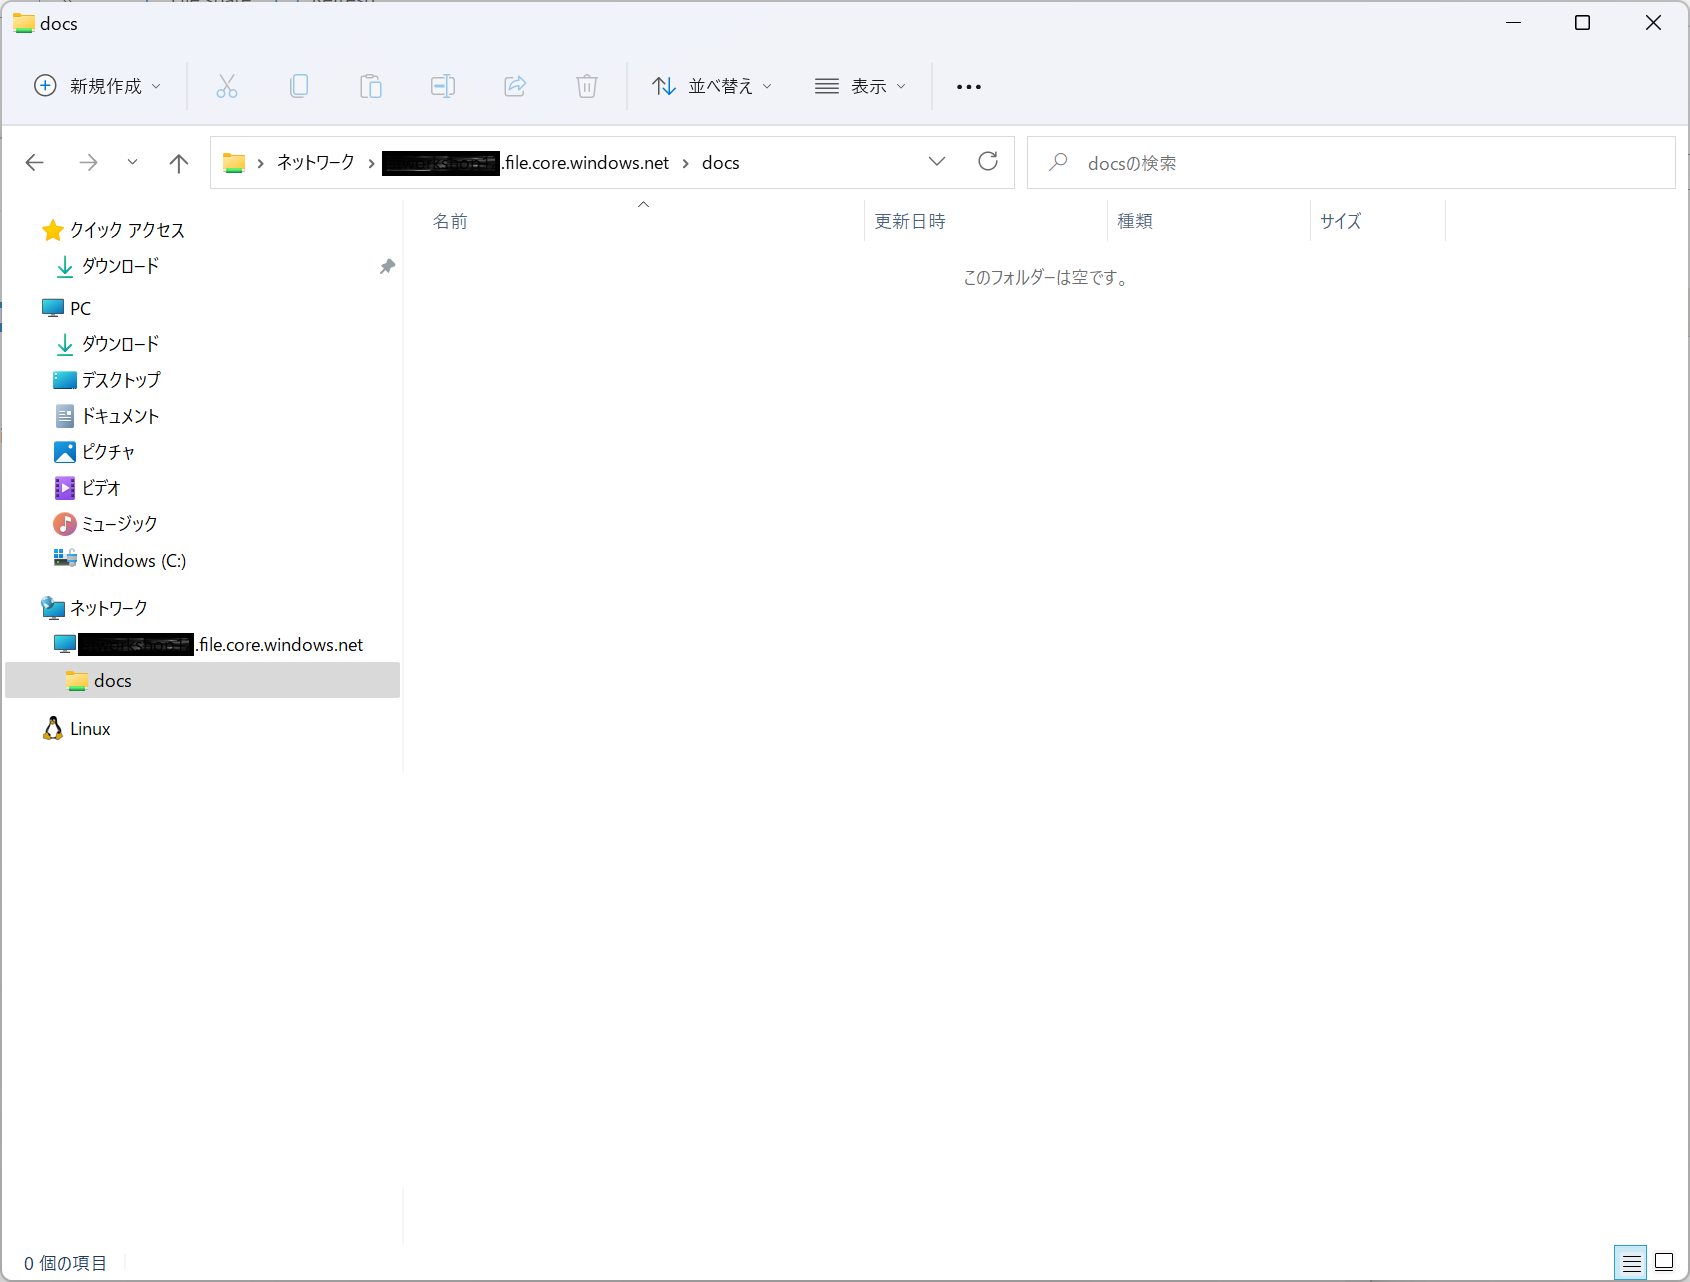 docs
新規作成
並べ替え
表示
ネットワーク
.file.core.windows.net
docs
docsの検索
名前
更新日時
種類
サイズ
このフォルダーは空です。
クイック アクセス
ダウンロード
PC
ダウンロード
デスクトップ
ドキュメント
ピクチャ
ビデオ
ミュージック
Windows (C:)
ネットワーク
.file.core.windows.net
docs
Linux
0 個の項目